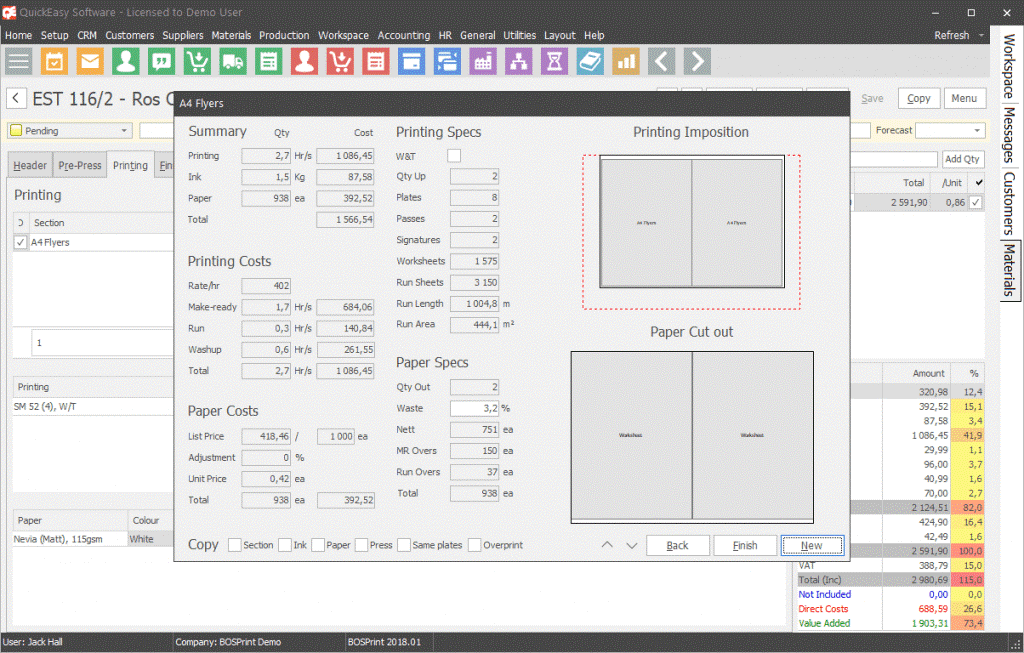 QuickEasy Software - Licensed to Demo User
Home Setup CRM Customers Suppliers Materials Production Workspace Accounting HR General Utilities Layout Help Refresh
EST 116/2 - Ros
Save Copy Menu
Pending Forecast
Header Pre-Press Printing Fin
Add Qty
Printing
Section
A4 Flyers
1
Printing
SM 52 (4), W/T
Paper Colour
Nevia (Matt), 115gsm White
A4 Flyers
Summary Qty Cost
Printing 2,7 Hr/s 1 086,45
Ink 1,5 Kg 87,58
Paper 938 ea 392,52
Total 1 566,54
Printing Costs
Rate/hr 402
Make-ready 1,7 Hr/s 684,06
Run 0,3 Hr/s 140,84
Washup 0,6 Hr/s 261,55
Total 2,7 Hr/s 1 086,45
Paper Costs
List Price 418,46 / 1 000 ea
Adjustment 0 %
Unit Price 0,42 ea
Total 938 ea 392,52
Printing Specs
W&T
Qty Up 2
Plates 8
Passes 2
Signatures 2
Worksheets 1 575
Run Sheets 3 150
Run Length 1 004,8 m
Run Area 444,1 m²
Paper Specs
Qty Out 2
Waste 3,2 %
Nett 751 ea
MR Overs 150 ea
Run Overs 37 ea
Total 938 ea
Printing Imposition
A4 Flyers A4 Flyers
Paper Cut out
Worksheet Worksheet
Copy Section Ink Paper Press Same plates Overprint
Back Finish New
Total /Unit
2 591,90 0,86
Amount %
320,98 12,4
392,52 15,1
87,58 3,4
1 086,45 41,9
29,99 1,1
96,00 3,7
40,99 1,6
70,00 2,7
2 124,51 82,0
424,90 16,4
42,49 1,6
2 591,90 100,0
VAT 388,79 15,0
Total (Inc) 2 980,69 115,0
Not Included 0,00 0,0
Direct Costs 688,59 26,6
Value Added 1 903,31 73,4
Workspace
Messages
Customers
Materials
User: Jack Hall Company: BOSPrint Demo BOSPrint 2018.01